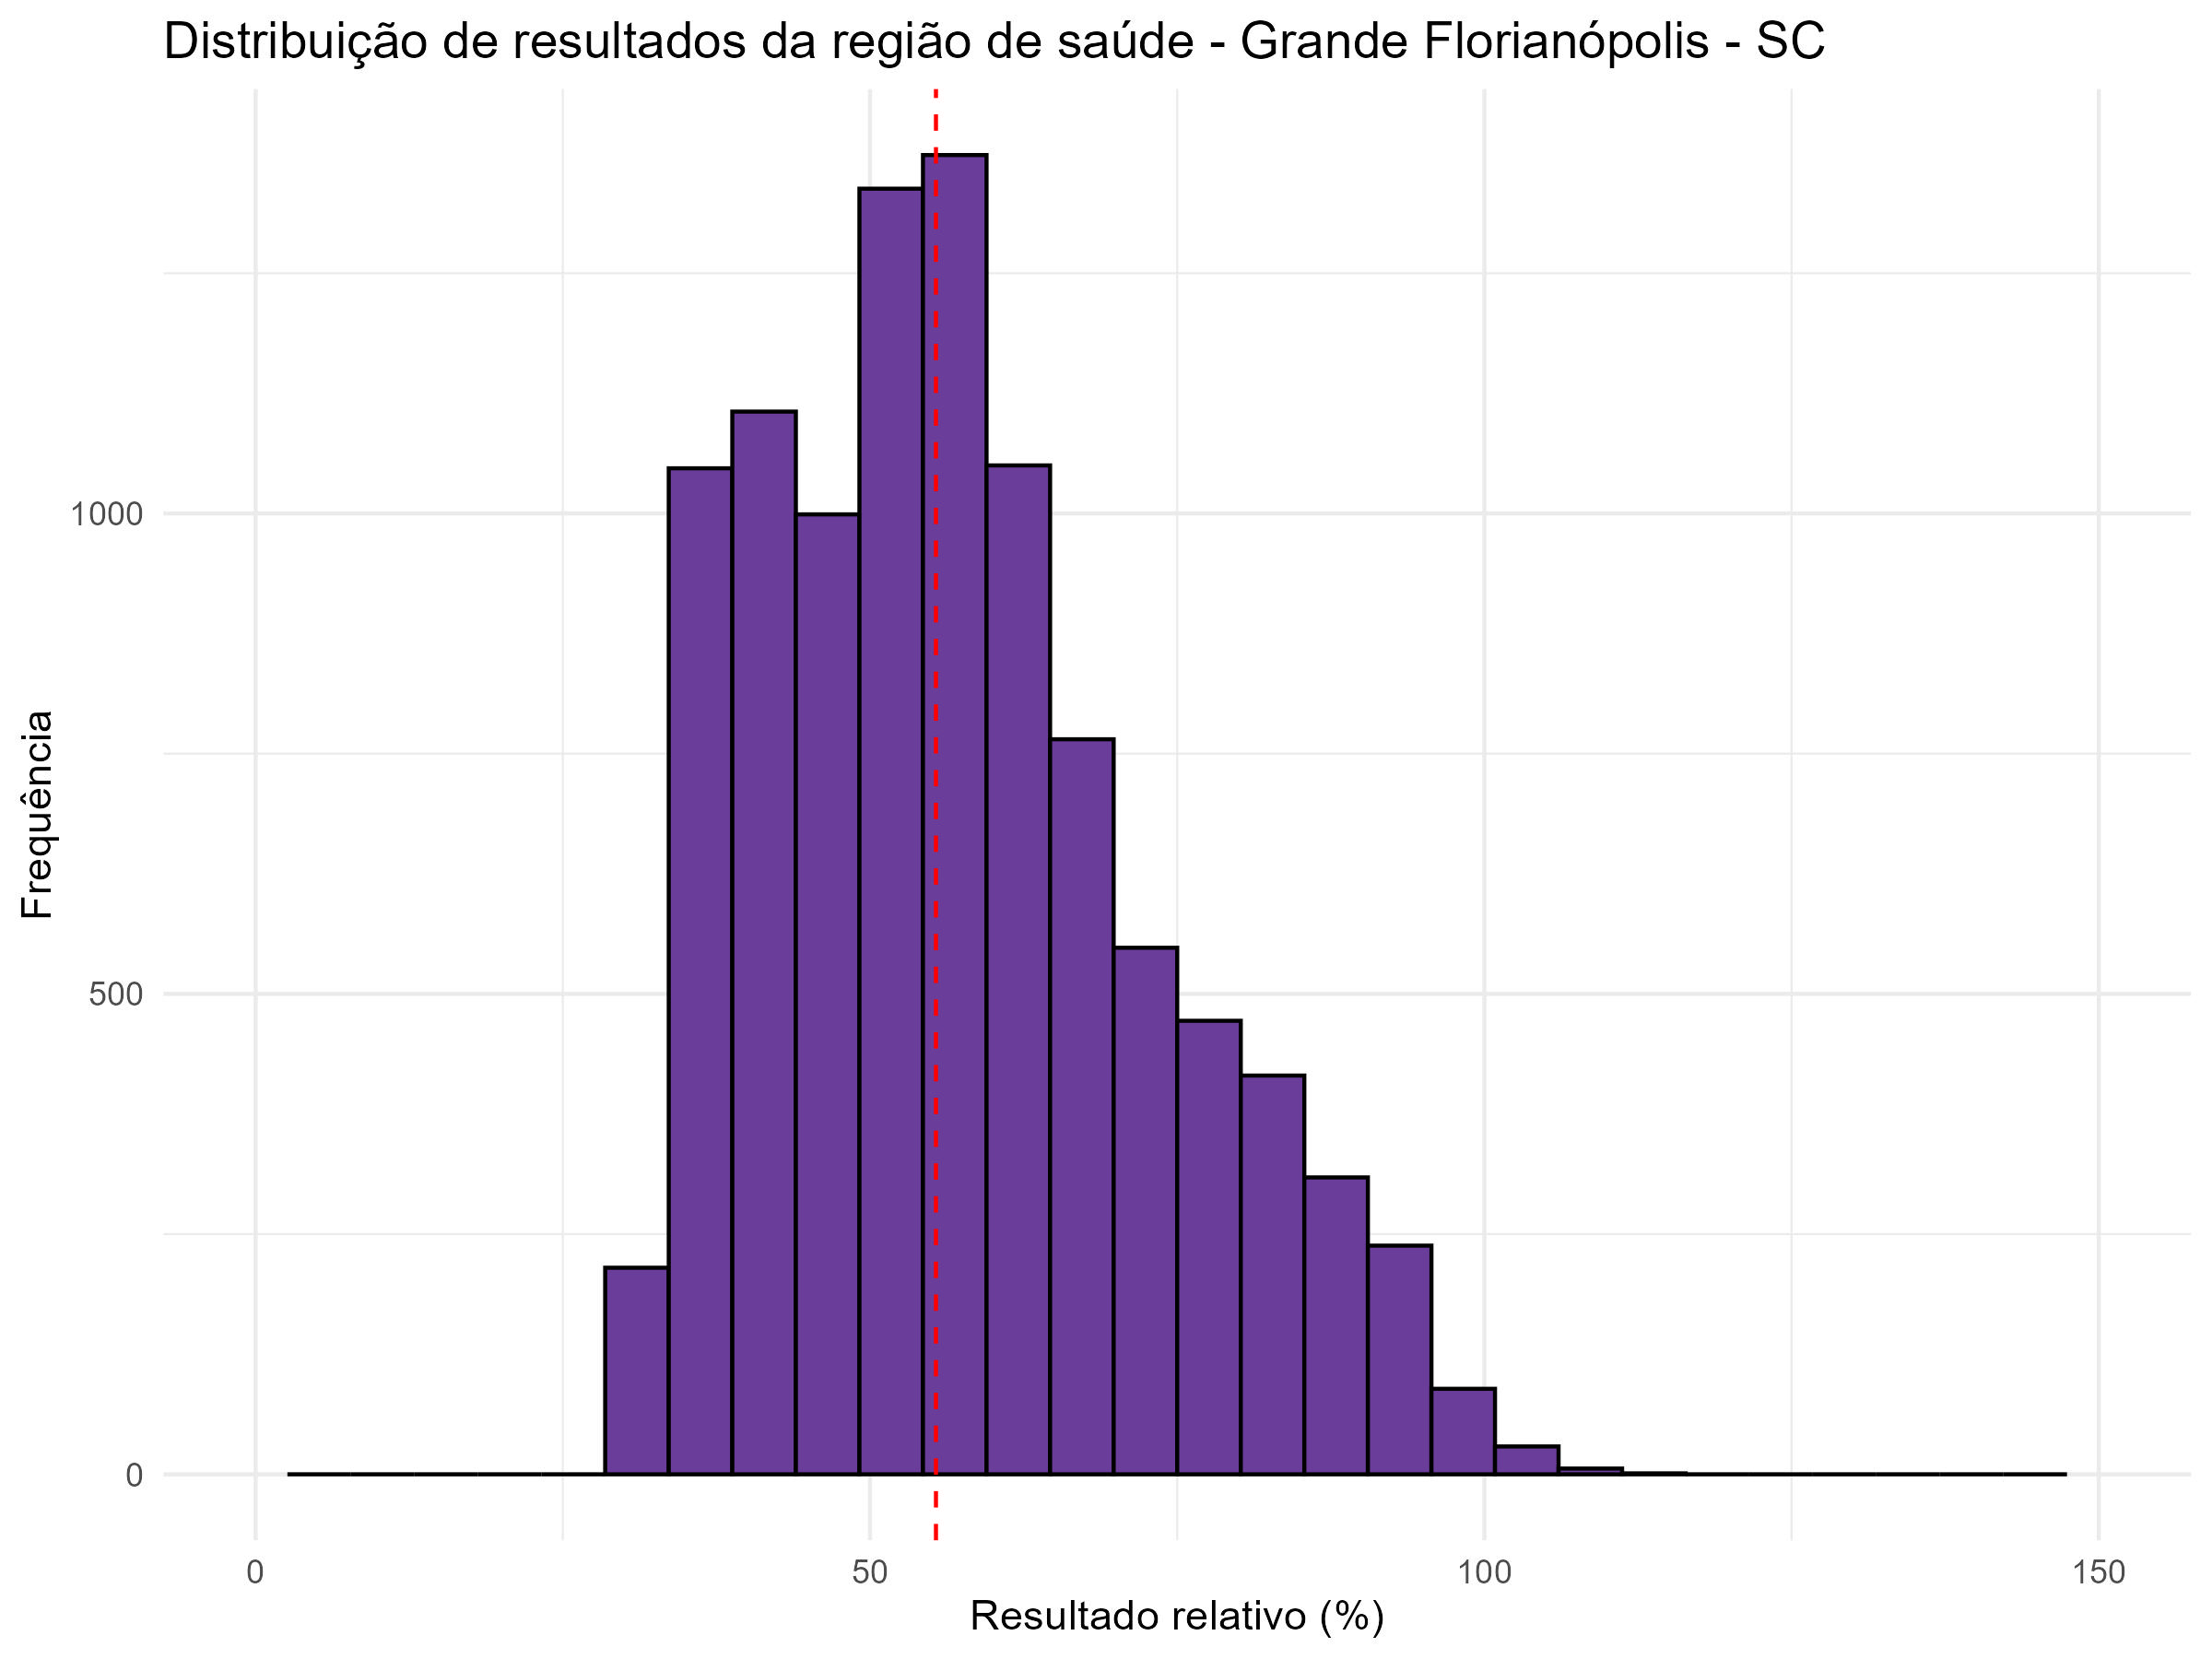 Distribuição de resultados da região de saúde - Grande Florianópolis - SC
Frequência
1000
500
0
0
50
100
150
Resultado relativo (%)